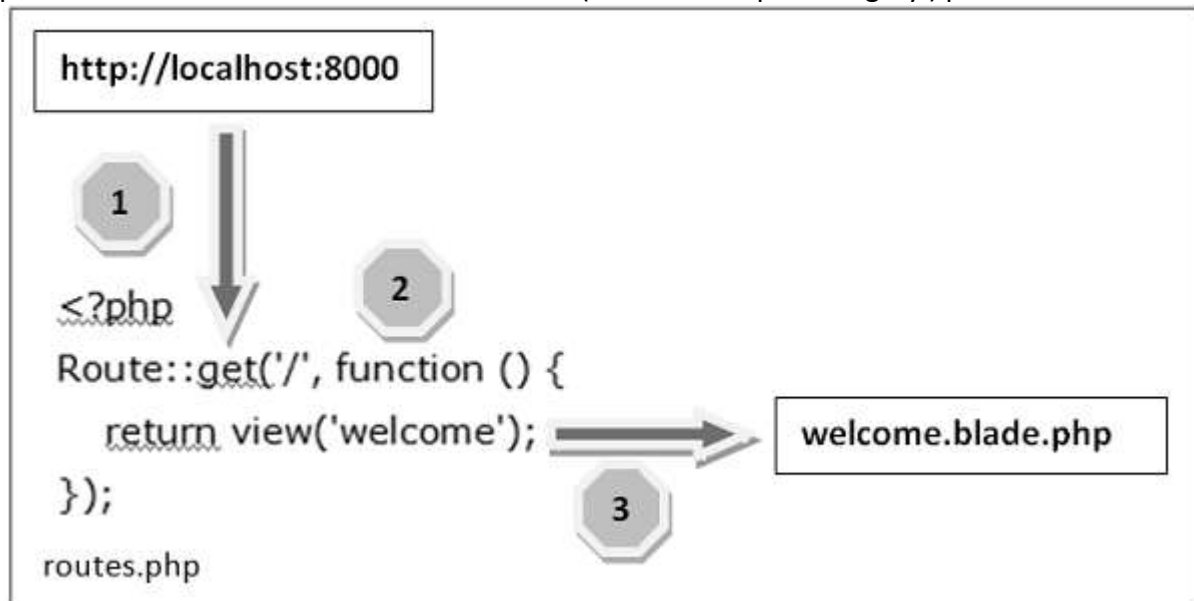 http://localhost:8000
1
2
<?php
Route::get('/', function () {
return view('welcome');
welcome.blade.php
});
3
routes.php